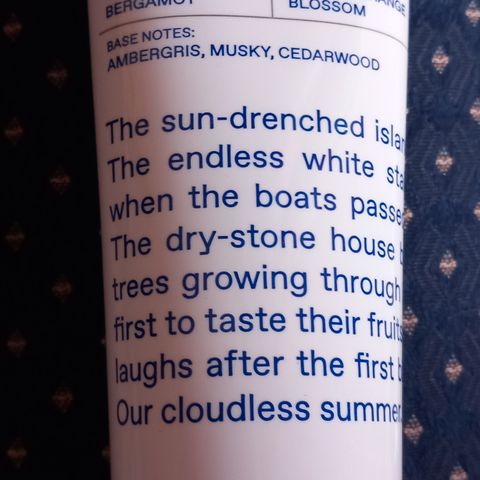 BERGAMOT
BLOSSOM
BASE NOTES:
AMBERGRIS, MUSKY, CEDARWOOD
The sun-drenched
The endless white
when the boats
The dry-stone house
trees growing through
first to taste their fruits
laughs after the first
Our cloudless summer